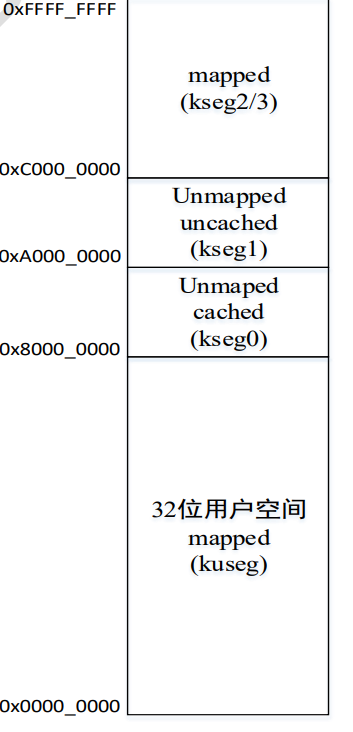 0xFFFF_FFFF
mapped
(kseg2/3)
0xC000_0000
Unmapped
uncached
(kseg1)
0xA000_0000
Unmaped
cached
(kseg0)
0x8000_0000
32位用户空间
mapped
(kuseg)
0x0000_0000